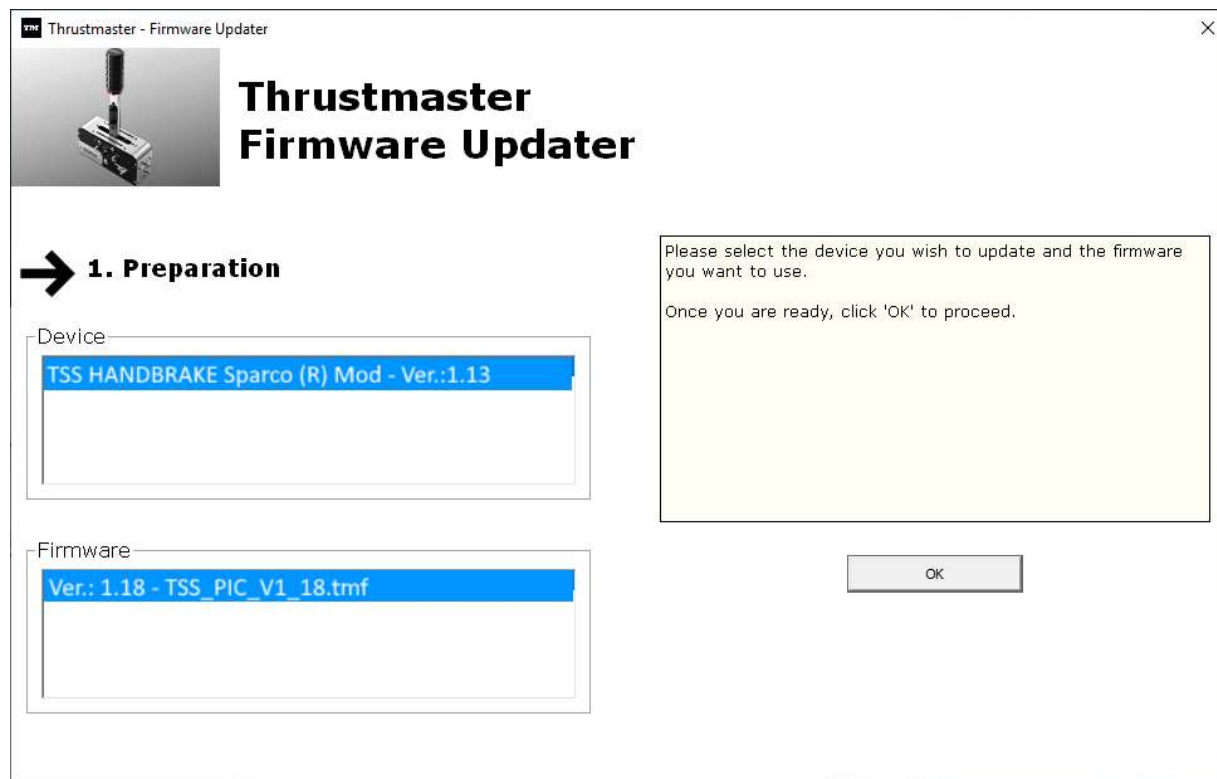 Thrustmaster - Firmware Updater
Thrustmaster
Firmware Updater
1. Preparation
Please select the device you wish to update and the firmware
you want to use.
Once you are ready, click 'OK' to proceed.
Device
TSS HANDBRAKE Sparco (R) Mod - Ver.:1.13
Firmware
Ver.: 1.18 - TSS_PIC_V1_18.tmf
OK